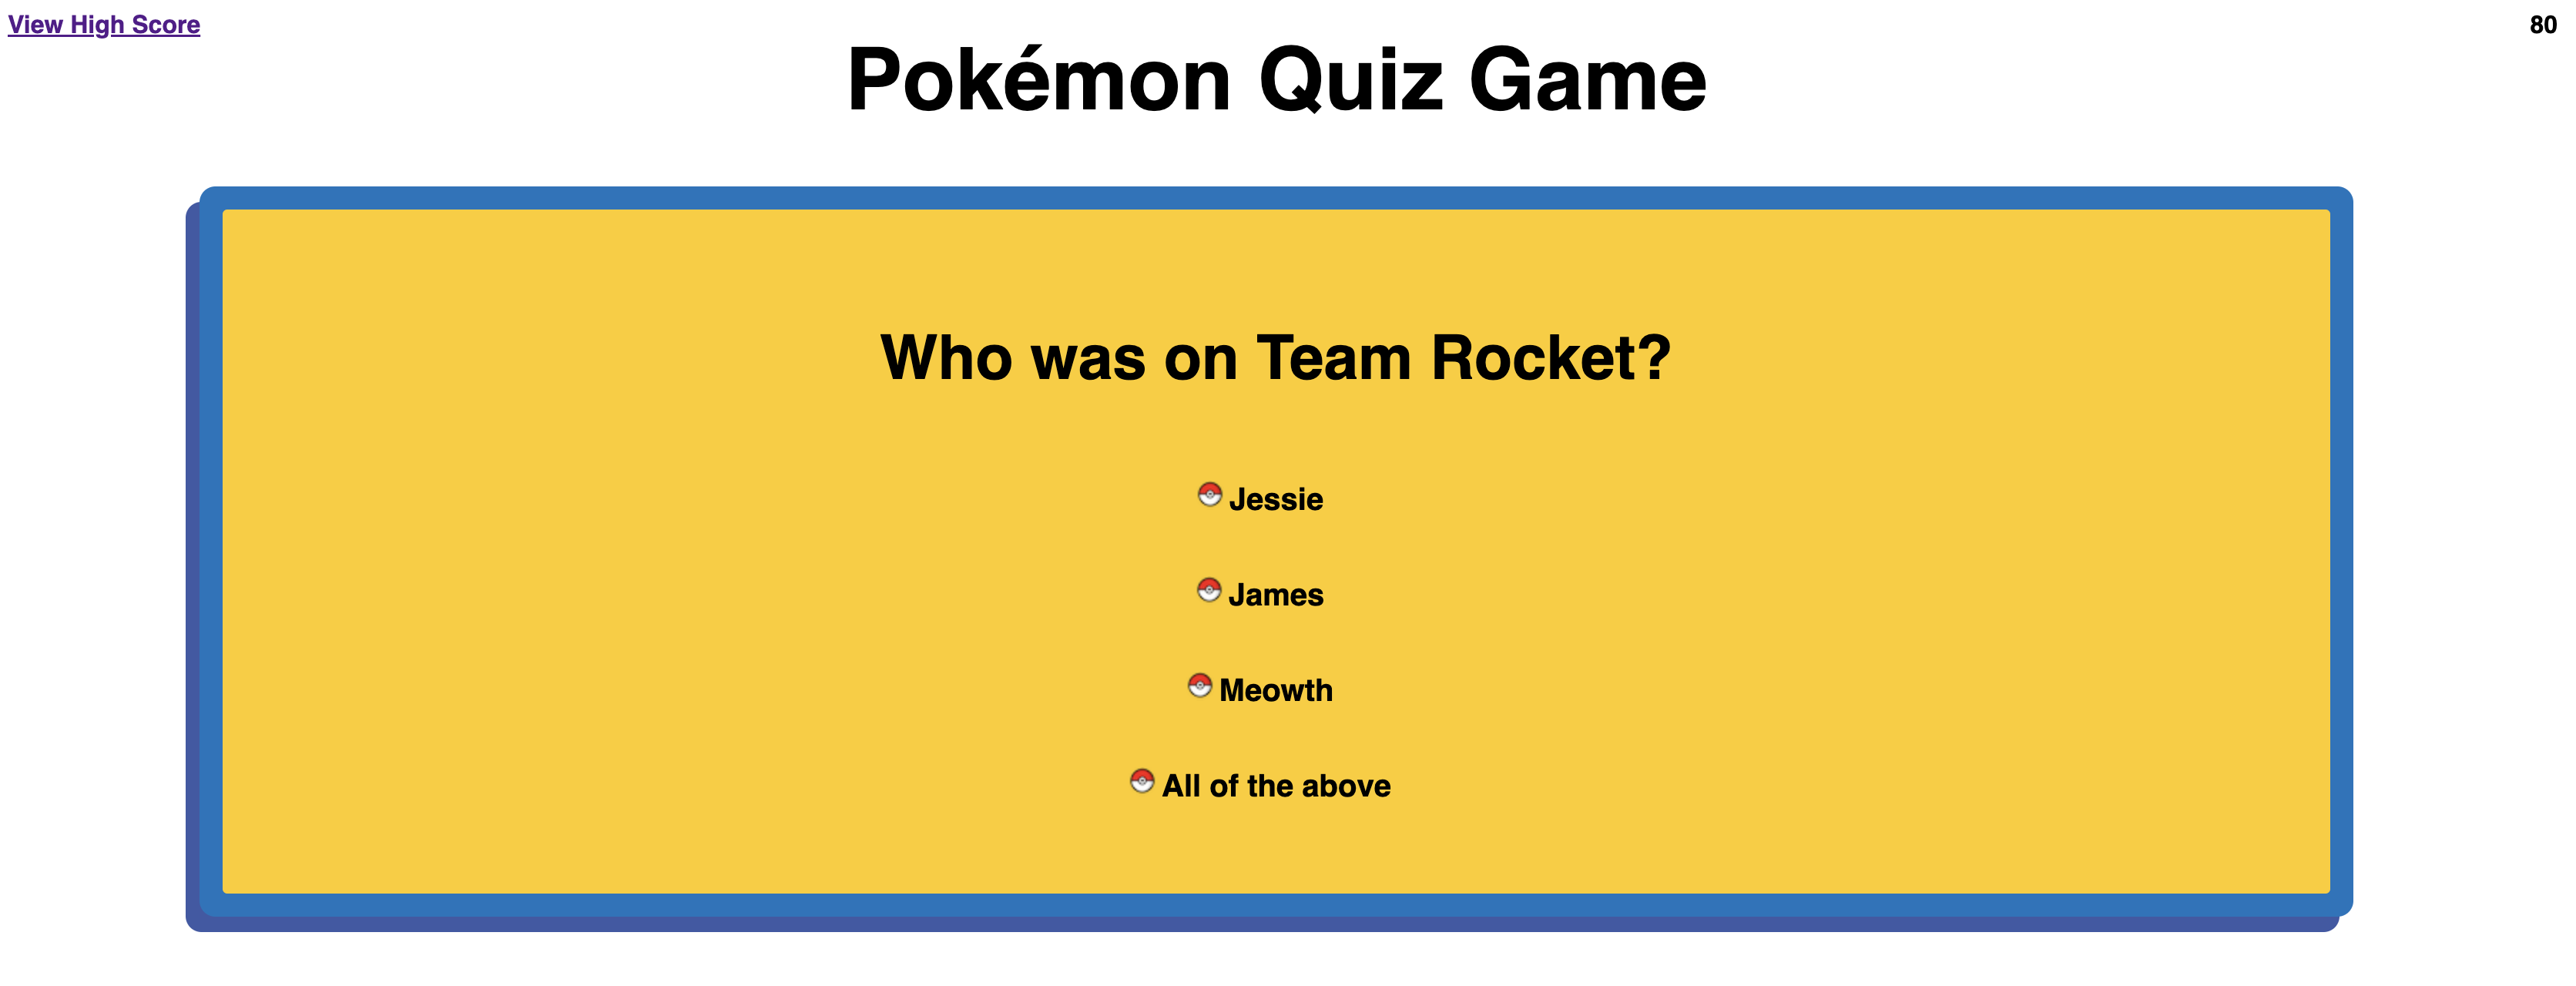 View High Score
80
Pokémon Quiz Game
Who was on Team Rocket?
Jessie
James
Meowth
All of the above